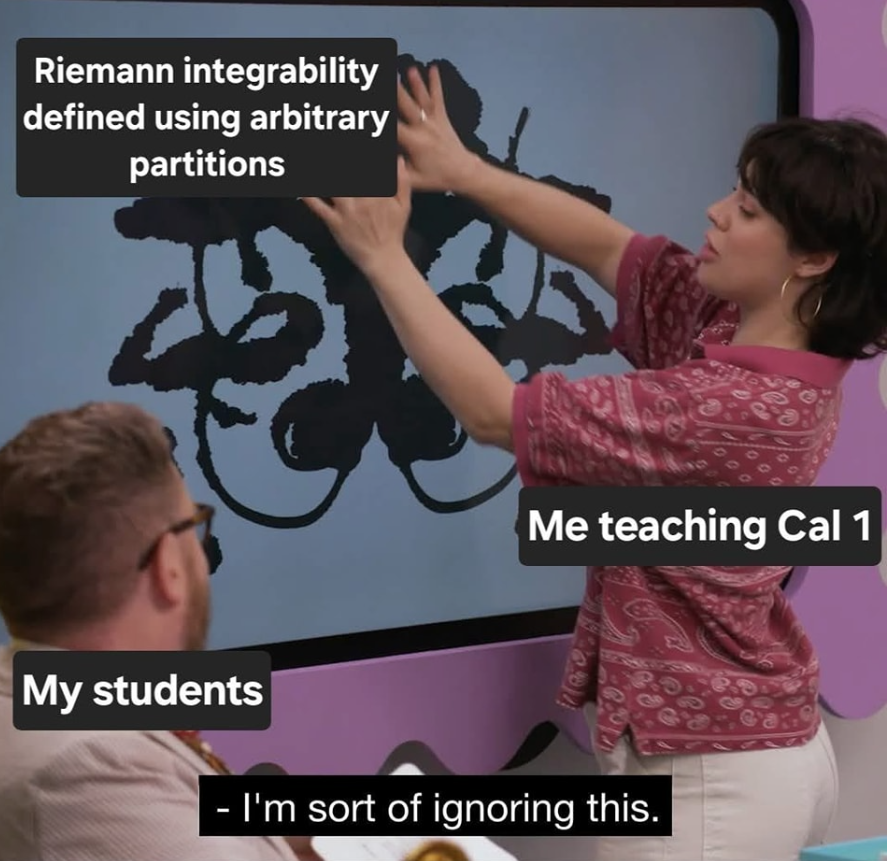 Riemann integrability
defined using arbitrary
partitions
Me teaching Cal 1
My students
- I'm sort of ignoring this.